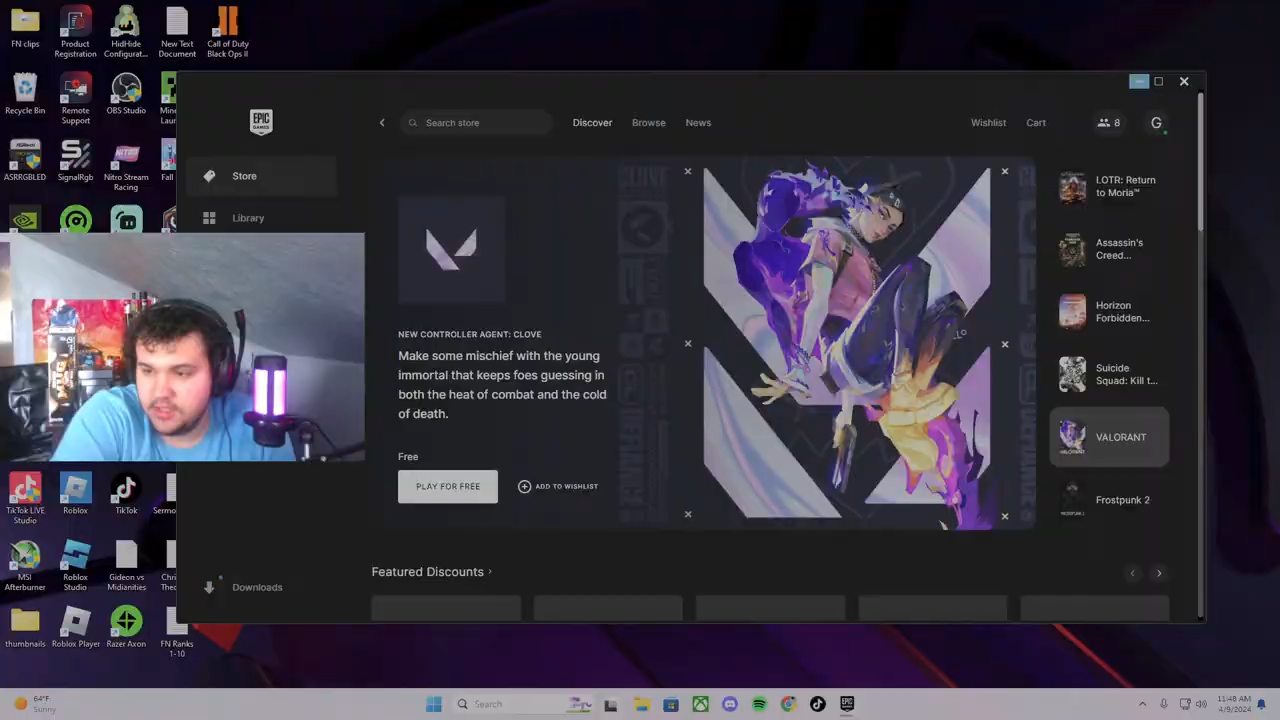 FN clips
Product
Registration
HidHide
Configurat...
New Text
Document
Call of Duty
Black Ops II
Recycle Bin
Remote
Support
OBS Studio
ASRRGBLED
SignalRgb
Nitro Stream
Racing
Fall
EPIC
GAMES
Search store
Discover
Browse
News
Wishlist
Cart
8
G
Store
Library
NEW CONTROLLER AGENT: CLOVE
Make some mischief with the young
immortal that keeps foes guessing in
both the heat of combat and the cold
of death.
Free
PLAY FOR FREE
ADD TO WISHLIST
LOTR: Return
to Moria™
Assassin's
Creed...
Horizon
Forbidden...
Suicide
Squad: Kill t...
VALORANT
Frostpunk 2
Featured Discounts
Downloads
TikTok LIVE
Studio
Roblox
TikTok
MSI
Afterburner
Roblox
Studio
Gideon vs
Midianities
thumbnails
Roblox Player
Razer Axon
FN Ranks
1-10
64°F
Sunny
Search
11:48 AM
4/9/2024